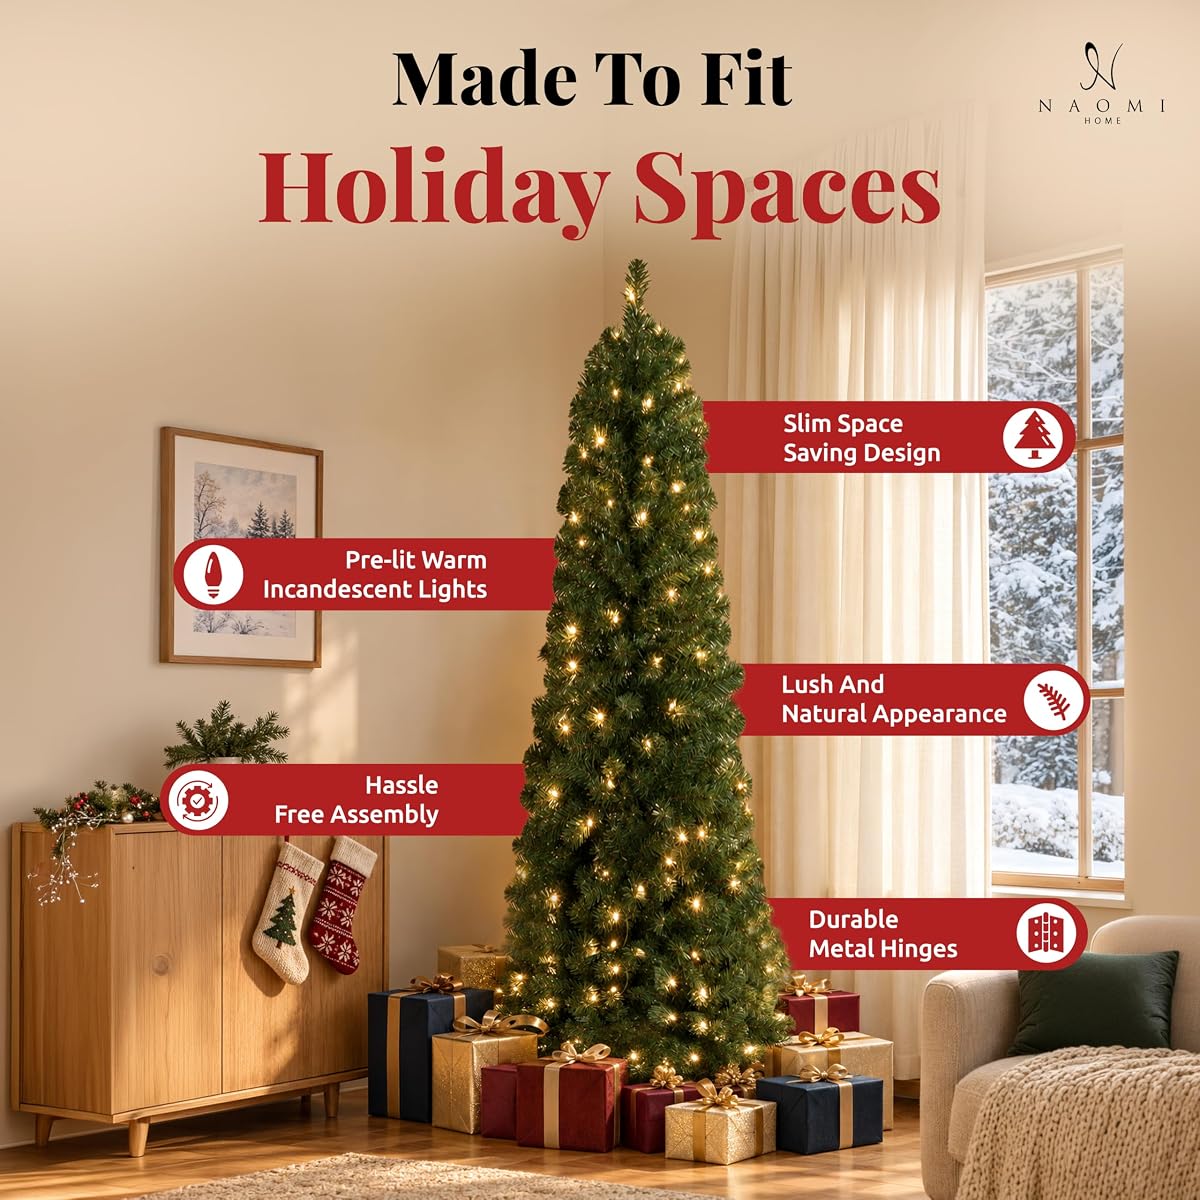 Made To Fit
Holiday Spaces
NAOMI
HOME
Slim Space
Saving Design
Pre-lit Warm
Incandescent Lights
Lush And
Natural Appearance
Hassle
Free Assembly
Durable
Metal Hinges